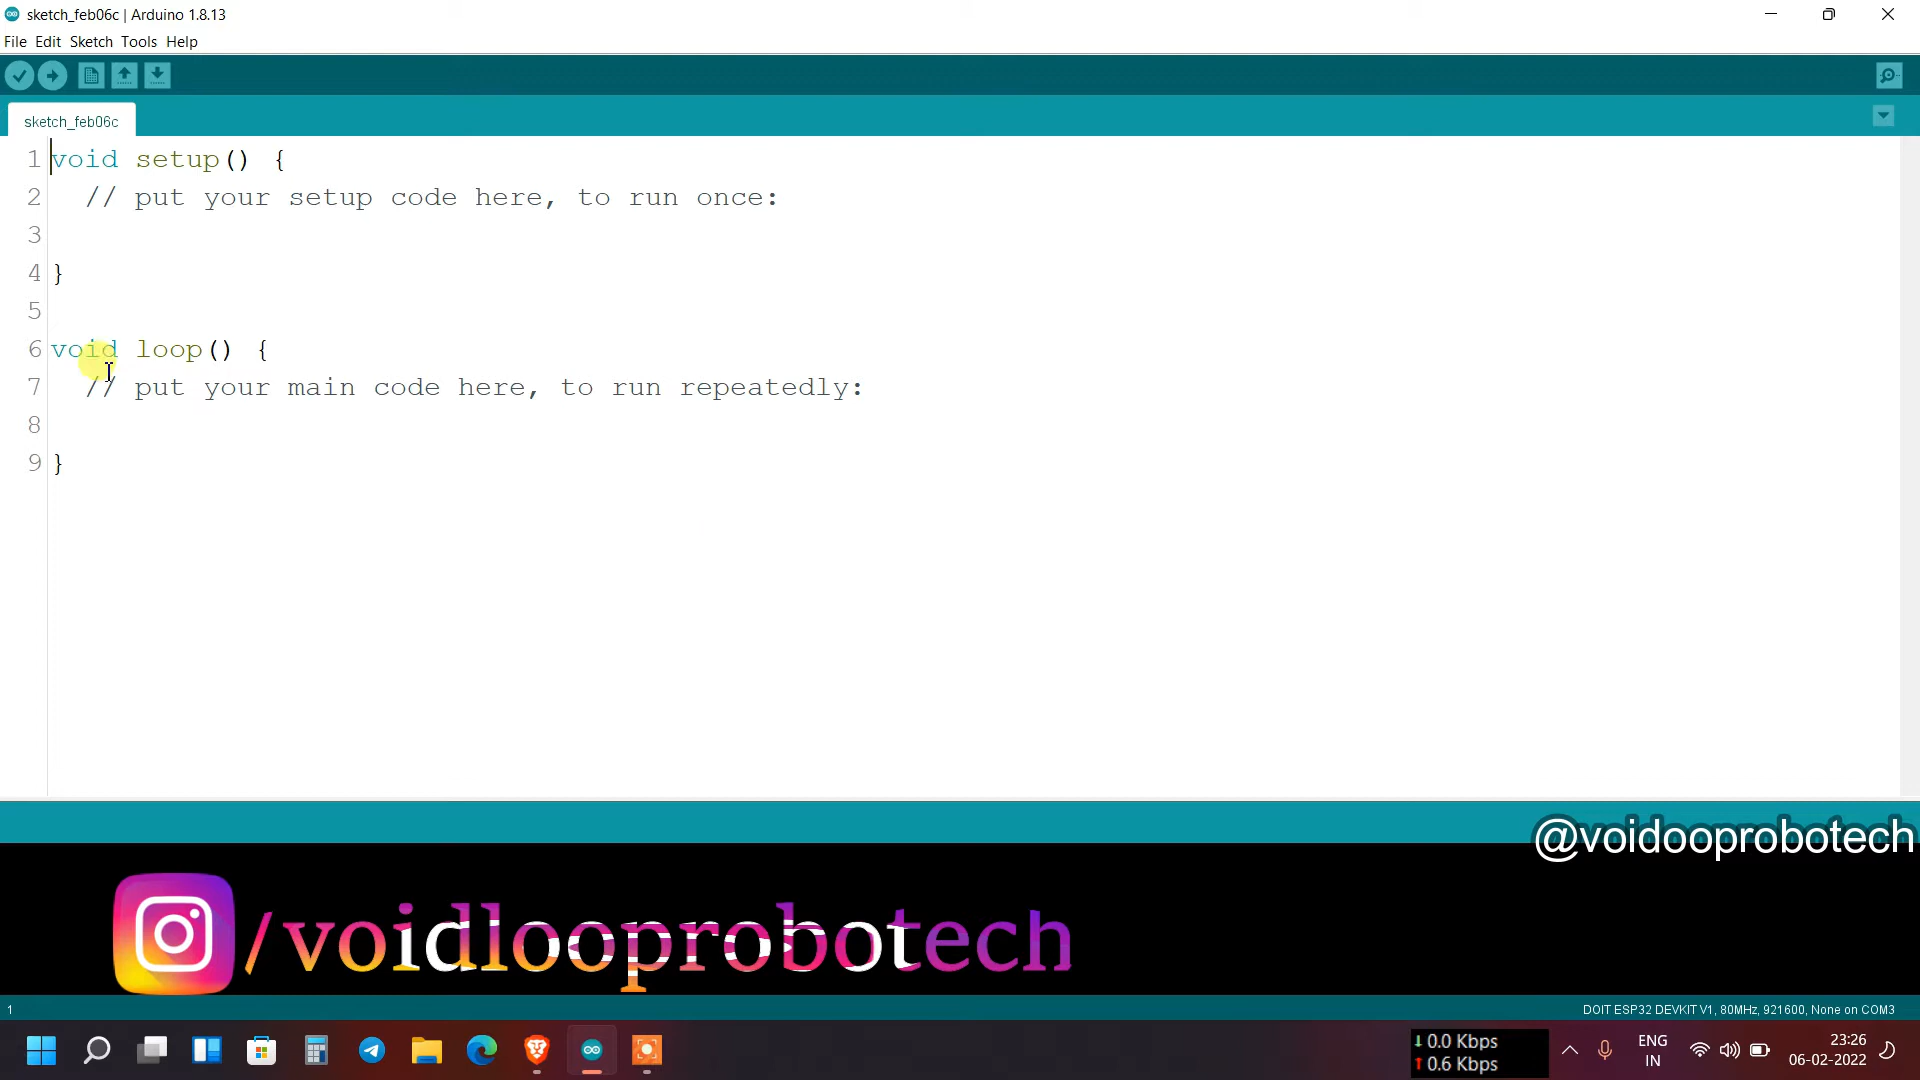 sketch_feb06c | Arduino 1.8.13
File Edit Sketch Tools Help
sketch_feb06c
1 void setup() {
2 // put your setup code here, to run once:
3
4 }
5
6 void loop() {
7 // put your main code here, to run repeatedly:
8
9 }
@voidooprobotech
/voidlooprobotech
1
DOIT ESP32 DEVKIT V1, 80MHz, 921600, None on COM3
↓ 0.0 Kbps
↑ 0.6 Kbps
ENG
IN
23:26
06-02-2022